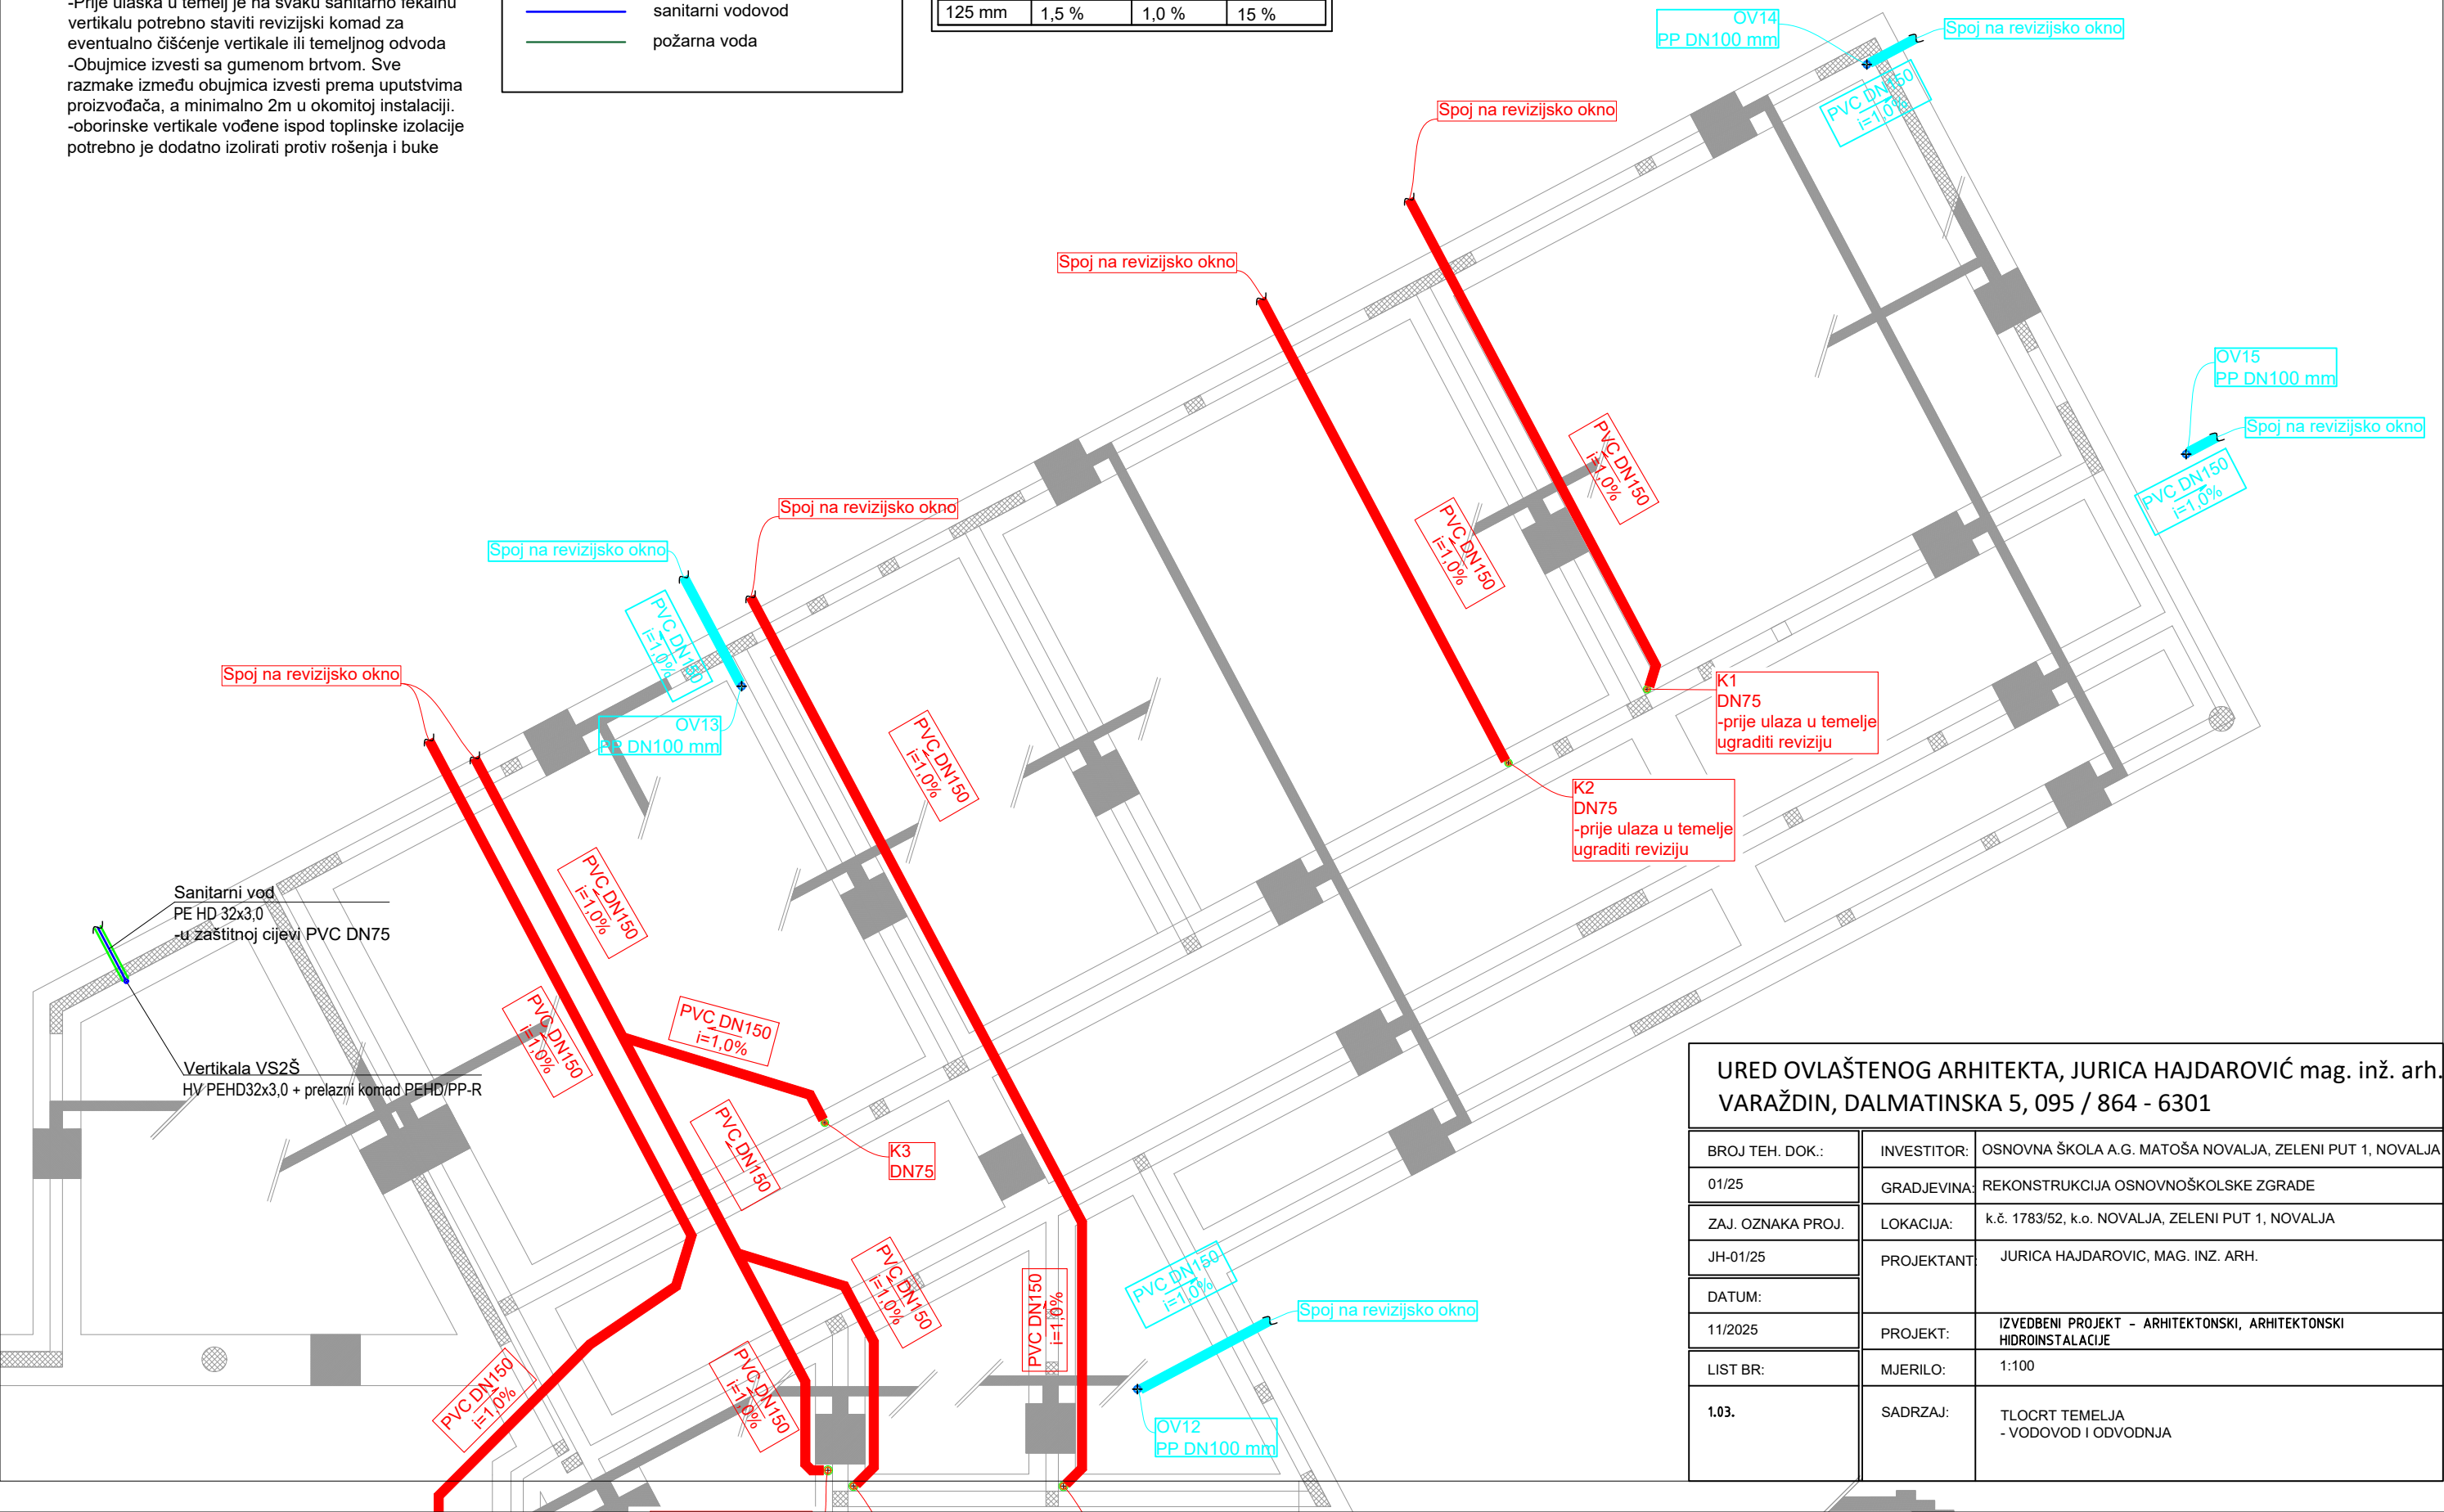 -Prije ulaska u temelj je na svaku sanitarno fekalnu
vertikalu potrebno staviti revizijski komad za
eventualno čišćenje vertikale ili temeljnog odvoda
-Obujmice izvesti sa gumenom brtvom. Sve
razmake između obujmica izvesti prema uputstvima
proizvođača, a minimalno 2m u okomitoj instalaciji.
-oborinske vertikale vođene ispod toplinske izolacije
potrebno je dodatno izolirati protiv rošenja i buke
sanitarni vodovod
požarna voda
125 mm 1,5 % 1,0 % 15 %
OV14
PP DN100 mm
Spoj na revizijsko okno
PVC DN150
i=1,0%
Spoj na revizijsko okno
Spoj na revizijsko okno
OV15
PP DN100 mm
Spoj na revizijsko okno
PVC DN150
i=1,0%
PVC DN150
i=1,0%
PVC DN150
i=1,0%
Spoj na revizijsko okno
Spoj na revizijsko okno
PVC DN150
i=1,0%
OV13
PP DN100 mm
Spoj na revizijsko okno
PVC DN150
i=1,0%
K1
DN75
-prije ulaza u temelje
ugraditi reviziju
K2
DN75
-prije ulaza u temelje
ugraditi reviziju
PVC DN150
i=1,0%
Sanitarni vod
PE HD 32x3,0
-u zaštitnoj cijevi PVC DN75
PVC DN150
i=1,0%
PVC DN150
i=1,0%
Vertikala VS2Š
HV PEHD32x3,0 + prelazni komad PEHD/PP-R
PVC DN150
K3
DN75
PVC DN150
i=1,0%
PVC DN150
i=1,0%
PVC DN150
i=1,0%
Spoj na revizijsko okno
PVC DN150
i=1,0%
PVC DN150
i=1,0%
OV12
PP DN100 mm
URED OVLAŠTENOG ARHITEKTA, JURICA HAJDAROVIĆ mag. inž. arh.
VARAŽDIN, DALMATINSKA 5, 095 / 864 - 6301
BROJ TEH. DOK.:
01/25
ZAJ. OZNAKA PROJ.
JH-01/25
DATUM:
11/2025
LIST BR:
1.03.
INVESTITOR: OSNOVNA ŠKOLA A.G. MATOŠA NOVALJA, ZELENI PUT 1, NOVALJA
GRADJEVINA: REKONSTRUKCIJA OSNOVNOŠKOLSKE ZGRADE
LOKACIJA: k.č. 1783/52, k.o. NOVALJA, ZELENI PUT 1, NOVALJA
PROJEKTANT: JURICA HAJDAROVIC, MAG. INZ. ARH.
PROJEKT: IZVEDBENI PROJEKT - ARHITEKTONSKI, ARHITEKTONSKI
HIDROINSTALACIJE
MJERILO: 1:100
SADRZAJ: TLOCRT TEMELJA
- VODOVOD I ODVODNJA